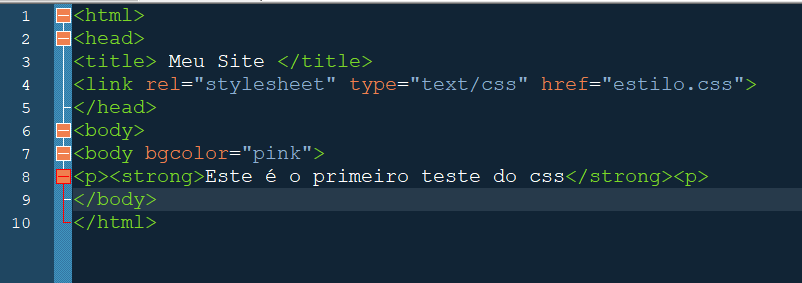 1 <html>
2 <head>
3 <title> Meu Site </title>
4 <link rel="stylesheet" type="text/css" href="estilo.css">
5 </head>
6 <body>
7 <body bgcolor="pink">
8 <p><strong>Este é o primeiro teste do css</strong><p>
9 </body>
10 </html>